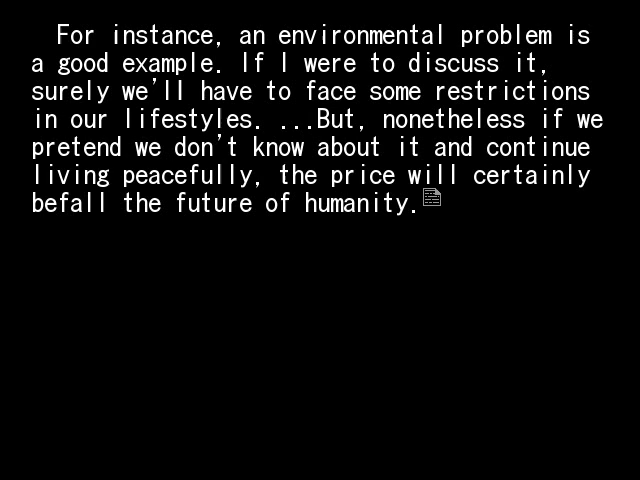 For instance, an environmental problem is
a good example. If I were to discuss it,
surely we'll have to face some restrictions
in our lifestyles. ...But, nonetheless if we
pretend we don't know about it and continue
living peacefully, the price will certainly
befall the future of humanity.